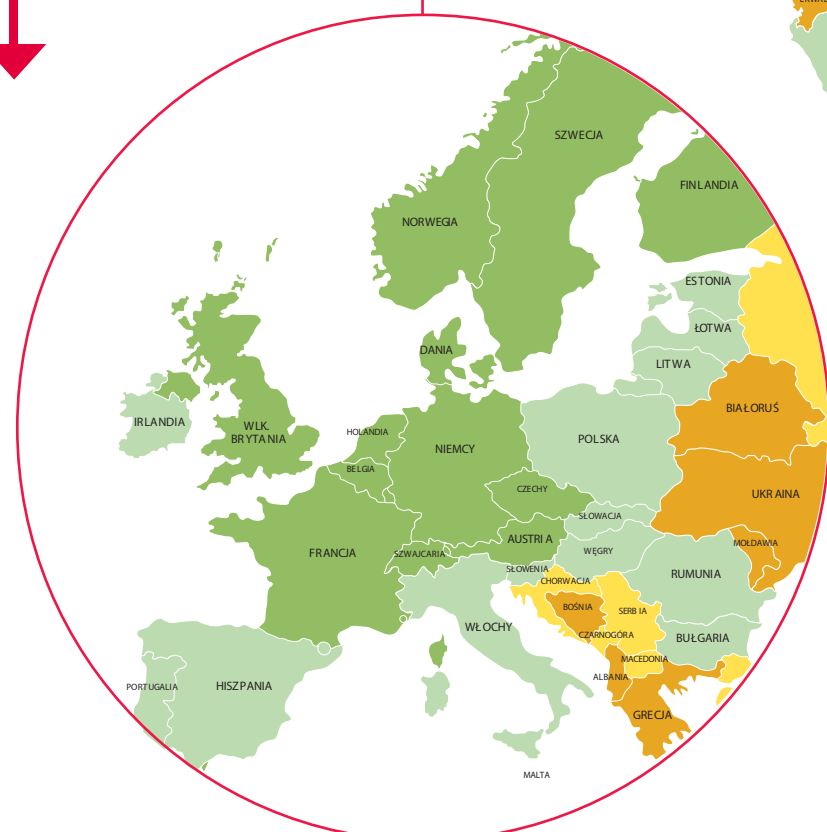 SZWECJA
FINLANDIA
NORWEGIA
ESTONIA
ŁOTWA
DANIA
LITWA
BIAŁORUŚ
IRLANDIA
WLK.
BRYTANIA
HOLANDIA
POLSKA
NIEMCY
BELGIA
CZECHY
UKRAINA
SŁOWACJA
AUSTRIA
MOŁDAWIA
FRANCJA
SZWAJCARIA
WĘGRY
SŁOWENIA
RUMUNIA
CHORWACJA
BOŚNIA
SERBIA
WŁOCHY
CZARNOGÓRA
BUŁGARIA
MACEDONIA
ALBANIA
PORTUGALIA
HISZPANIA
GRECJA
MALTA